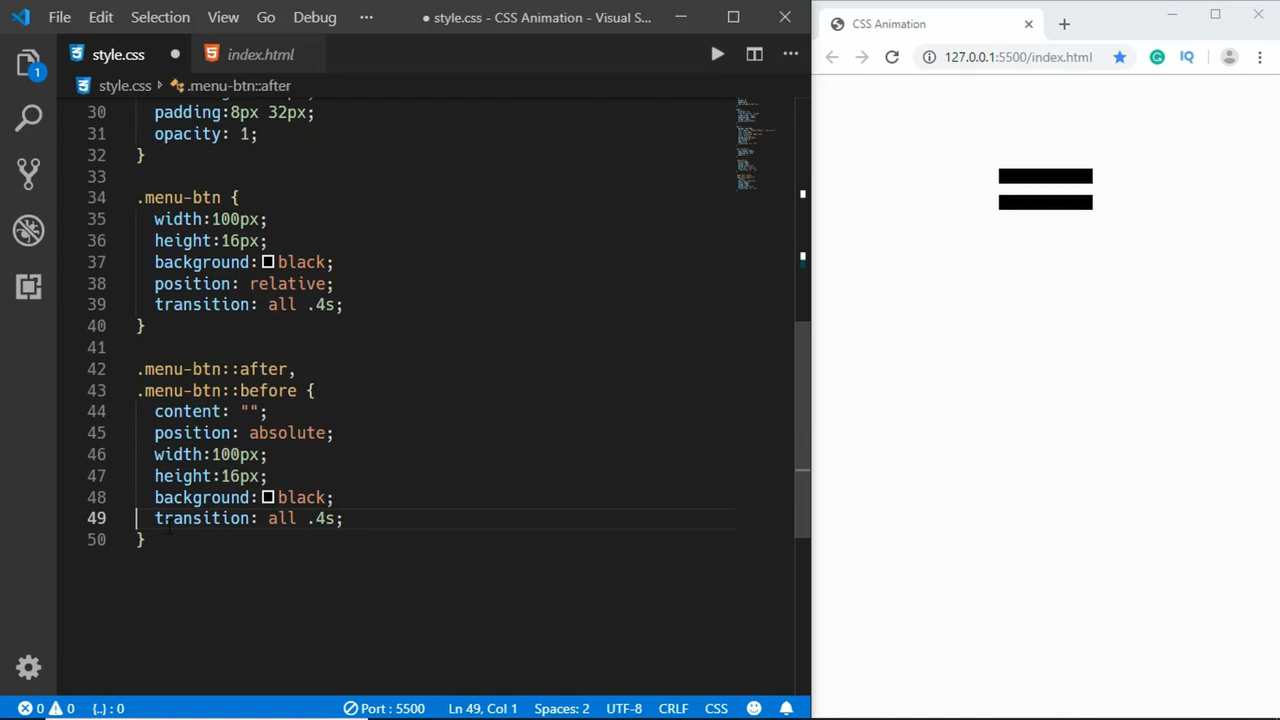 File Edit Selection View Go Debug ··· ● style.css - CSS Animation - Visual S...
CSS Animation
style.css ● index.html
127.0.0.1:5500/index.html
1
style.css > .menu-btn::after
30
31
32
33
34
35
36
37
38
39
40
41
42
43
44
45
46
47
48
49
50
padding:8px 32px;
opacity: 1;
}
.menu-btn {
width:100px;
height:16px;
background: black;
position: relative;
transition: all .4s;
}
.menu-btn::after,
.menu-btn::before {
content: "";
position: absolute;
width:100px;
height:16px;
background: black;
transition: all .4s;
}
0 0 {..} : 0 Port : 5500 Ln 49, Col 1 Spaces: 2 UTF-8 CRLF CSS